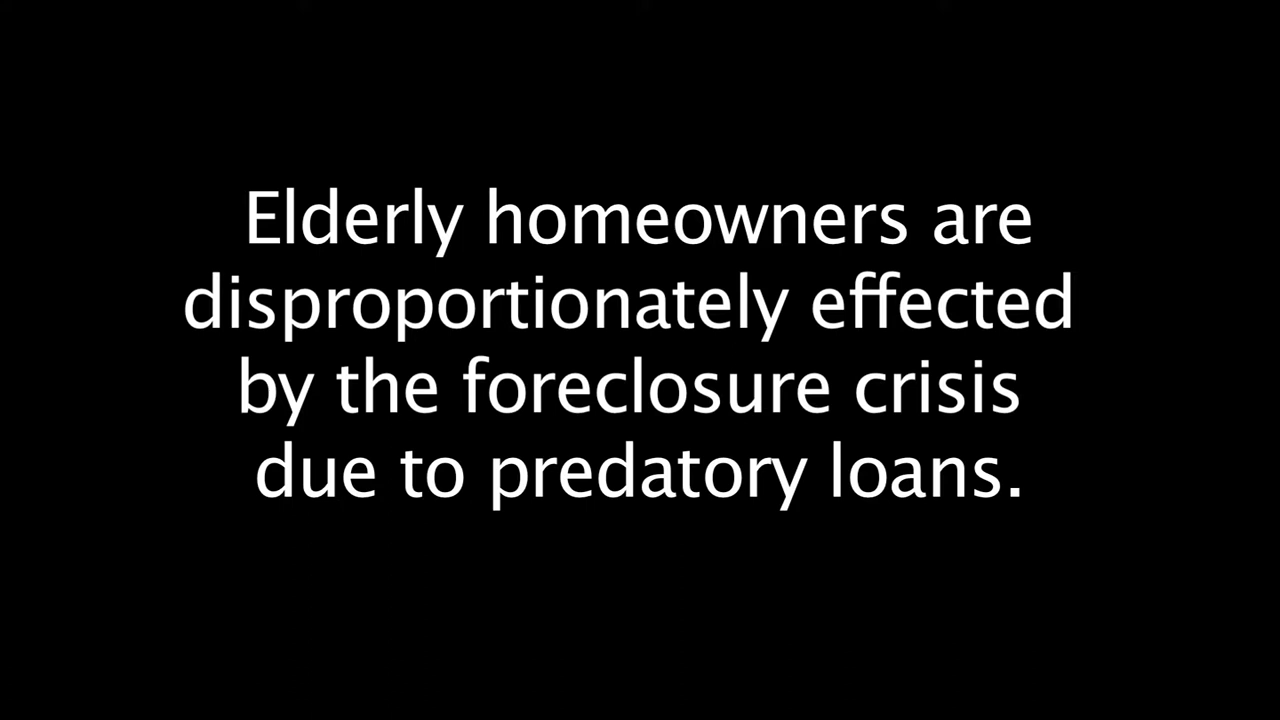 Elderly homeowners are
disproportionately effected
by the foreclosure crisis
due to predatory loans.